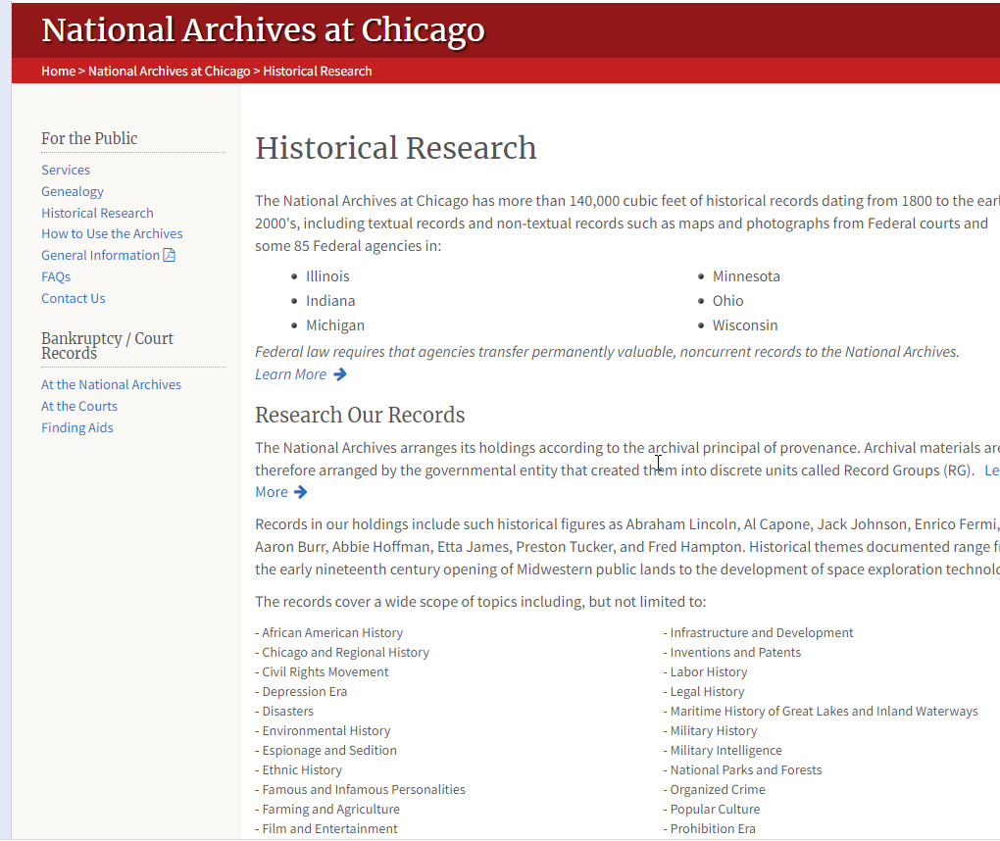 National Archives at Chicago
Home > National Archives at Chicago > Historical Research
For the Public
Services
Genealogy
Historical Research
How to Use the Archives
General Information
FAQs
Contact Us
Bankruptcy / Court
Records
At the National Archives
At the Courts
Finding Aids
Historical Research
The National Archives at Chicago has more than 140,000 cubic feet of historical records dating from 1800 to the
2000's, including textual records and non-textual records such as maps and photographs from Federal courts and
some 85 Federal agencies in:
Illinois
Indiana
Michigan
Minnesota
Ohio
Wisconsin
Federal law requires that agencies transfer permanently valuable, noncurrent records to the National Archives.
Learn More
Research Our Records
The National Archives arranges its holdings according to the archival principal of provenance. Archival materials are
therefore arranged by the governmental entity that created them into discrete units called Record Groups (RG). Le
More
Records in our holdings include such historical figures as Abraham Lincoln, Al Capone, Jack Johnson, Enrico Fermi,
Aaron Burr, Abbie Hoffman, Etta James, Preston Tucker, and Fred Hampton. Historical themes documented range
the early nineteenth century opening of Midwestern public lands to the development of space exploration
The records cover a wide scope of topics including, but not limited to:
- African American History
- Chicago and Regional History
- Civil Rights Movement
- Depression Era
- Disasters
- Environmental History
- Espionage and Sedition
- Ethnic History
- Famous and Infamous Personalities
- Farming and Agriculture
- Film and Entertainment
- Infrastructure and Development
- Inventions and Patents
- Labor History
- Legal History
- Maritime History of Great Lakes and Inland Waterways
- Military History
- Military Intelligence
- National Parks and Forests
- Organized Crime
- Popular Culture
- Prohibition Era